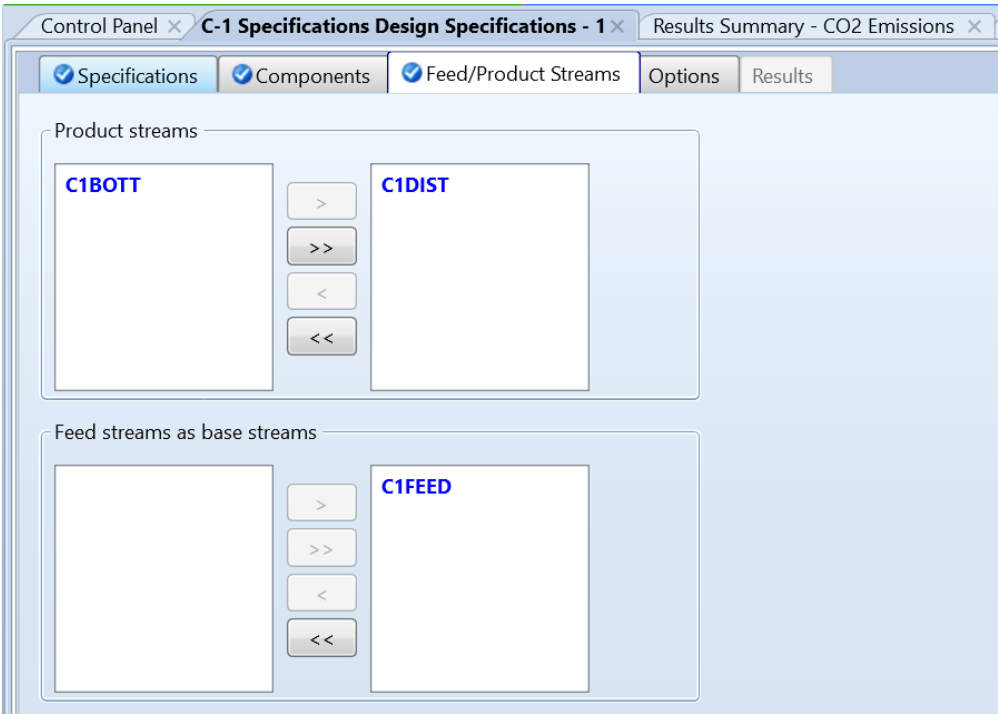 Control Panel × C-1 Specifications Design Specifications - 1 × Results Summary - CO2 Emissions ×
Specifications Components Feed/Product Streams Options Results
Product streams
C1BOTT C1DIST
>
>>
<
<<
Feed streams as base streams
C1FEED
>
>>
<
<<